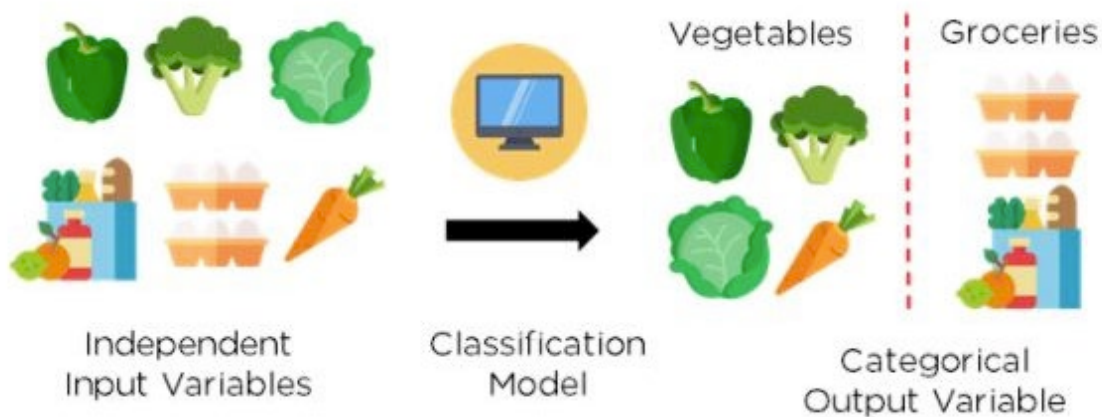 Vegetables
Groceries
Independent
Input Variables
Classification
Model
Categorical
Output Variable